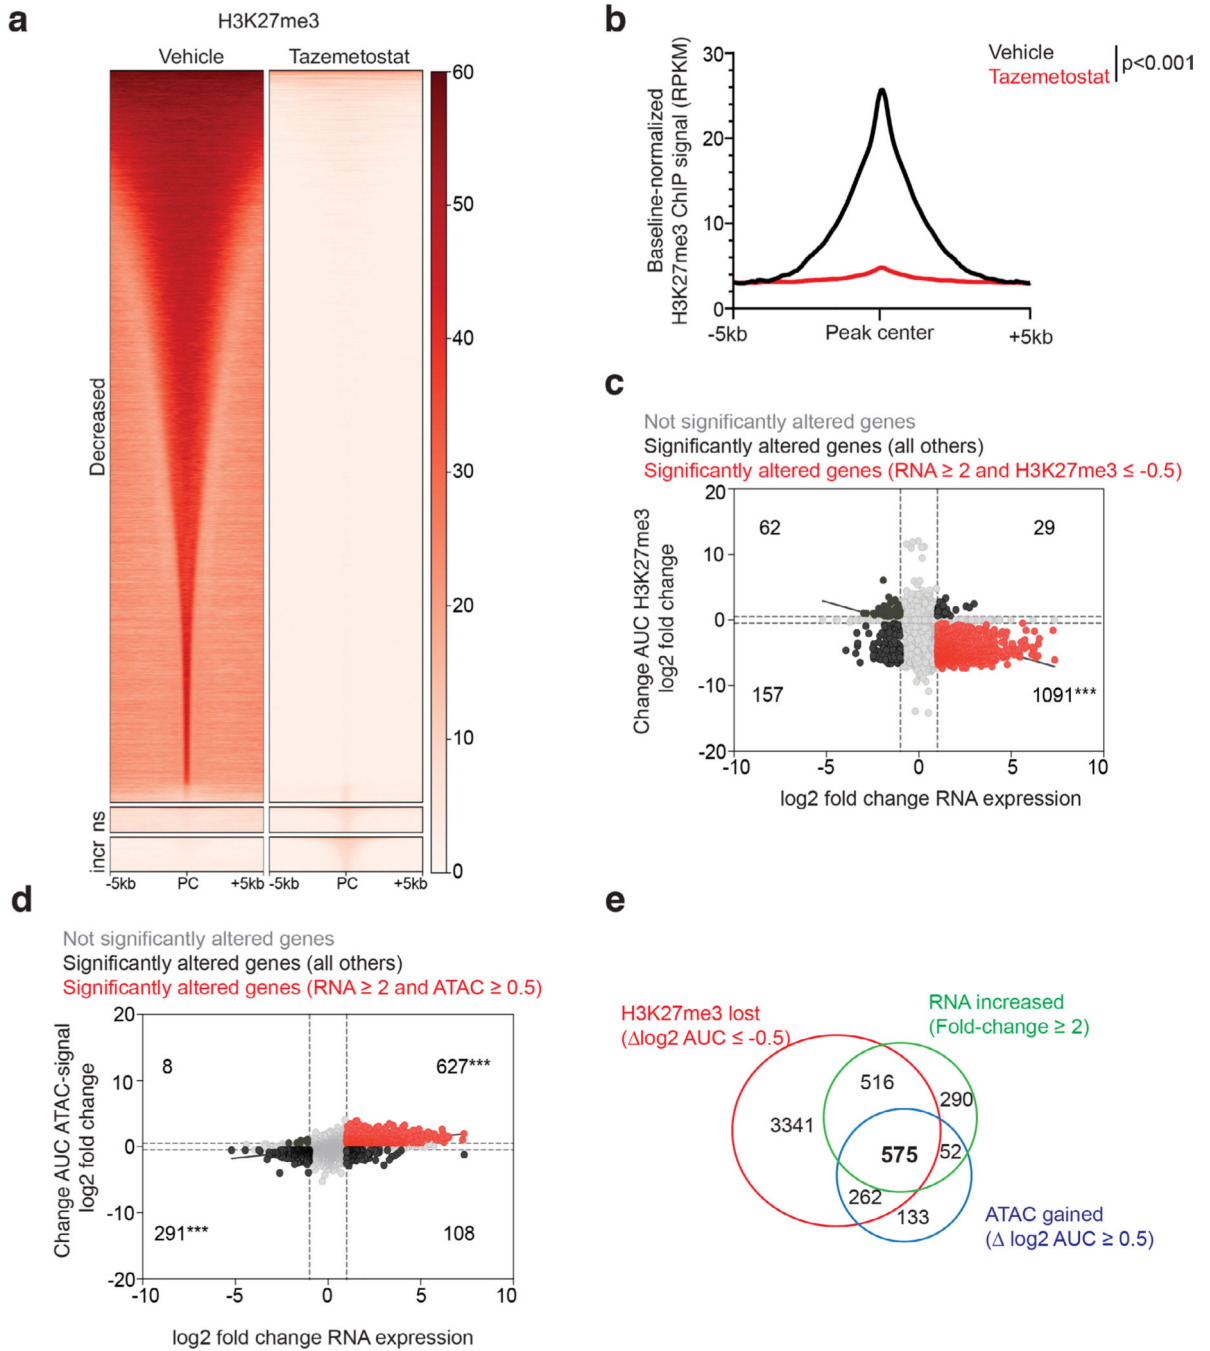 a
H3K27me3
Vehicle
Tazemetostat
60
50
40
30
20
10
0
Decreased
ns
incr
-5kb
PC
+5kb
-5kb
PC
+5kb
b
Baseline-normalized
H3K27me3 ChIP signal (RPKM)
30
20
10
0
-5kb
Peak center
+5kb
Vehicle
Tazemetostat
p<0.001
c
Not significantly altered genes
Significantly altered genes (all others)
Significantly altered genes (RNA ≥ 2 and H3K27me3 ≤ -0.5)
Change AUC H3K27me3
log2 fold change
20
10
0
-10
-20
62
29
157
1091***
-10
-5
0
5
10
log2 fold change RNA expression
d
Not significantly altered genes
Significantly altered genes (all others)
Significantly altered genes (RNA ≥ 2 and ATAC ≥ 0.5)
Change AUC ATAC-signal
log2 fold change
20
10
0
-10
-20
8
627***
291***
108
-10
-5
0
5
10
log2 fold change RNA expression
e
H3K27me3 lost
(Δlog2 AUC ≤ -0.5)
RNA increased
(Fold-change ≥ 2)
516
290
3341
575
52
262
133
ATAC gained
(Δ log2 AUC ≥ 0.5)